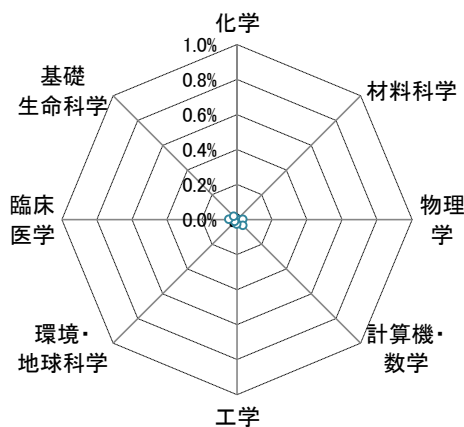 化学
1.0%
0.8%
0.6%
0.4%
0.2%
0.0%
材料科学
物理
学
計算機・
数学
工学
環境・
地球科学
臨床
医学
基礎
生命科学